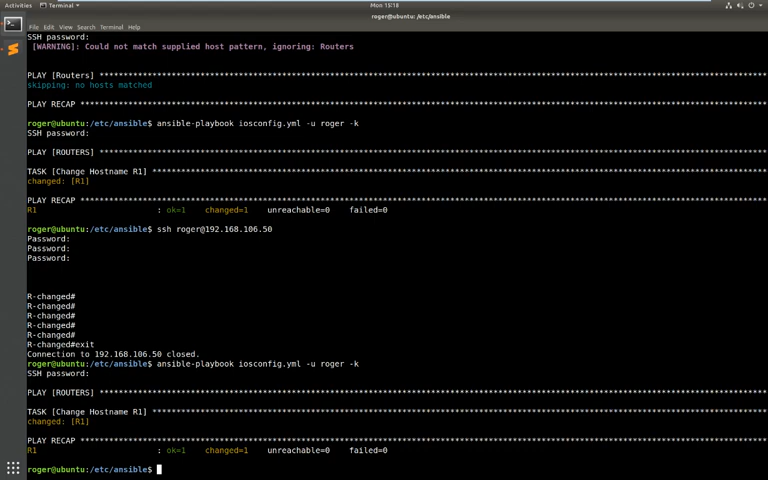 Activities Terminal Mon 15:18
roger@ubuntu: /etc/ansible
File Edit View Search Terminal Help
SSH password:
[WARNING]: Could not match supplied host pattern, ignoring: Routers
PLAY [Routers] ****************************************************************
skipping: no hosts matched
PLAY RECAP ****************************************************************
roger@ubuntu:/etc/ansible$ ansible-playbook iosconfig.yml -u roger -k
SSH password:
PLAY [ROUTERS] ****************************************************************
TASK [Change Hostname R1] ****************************************************************
changed: [R1]
PLAY RECAP ****************************************************************
R1 : ok=1 changed=1 unreachable=0 failed=0
roger@ubuntu:/etc/ansible$ ssh roger@192.168.106.50
Password:
Password:
Password:
R-changed#
R-changed#
R-changed#
R-changed#
R-changed#
R-changed#exit
Connection to 192.168.106.50 closed.
roger@ubuntu:/etc/ansible$ ansible-playbook iosconfig.yml -u roger -k
SSH password:
PLAY [ROUTERS] ****************************************************************
TASK [Change Hostname R1] ****************************************************************
changed: [R1]
PLAY RECAP ****************************************************************
R1 : ok=1 changed=1 unreachable=0 failed=0
roger@ubuntu:/etc/ansible$